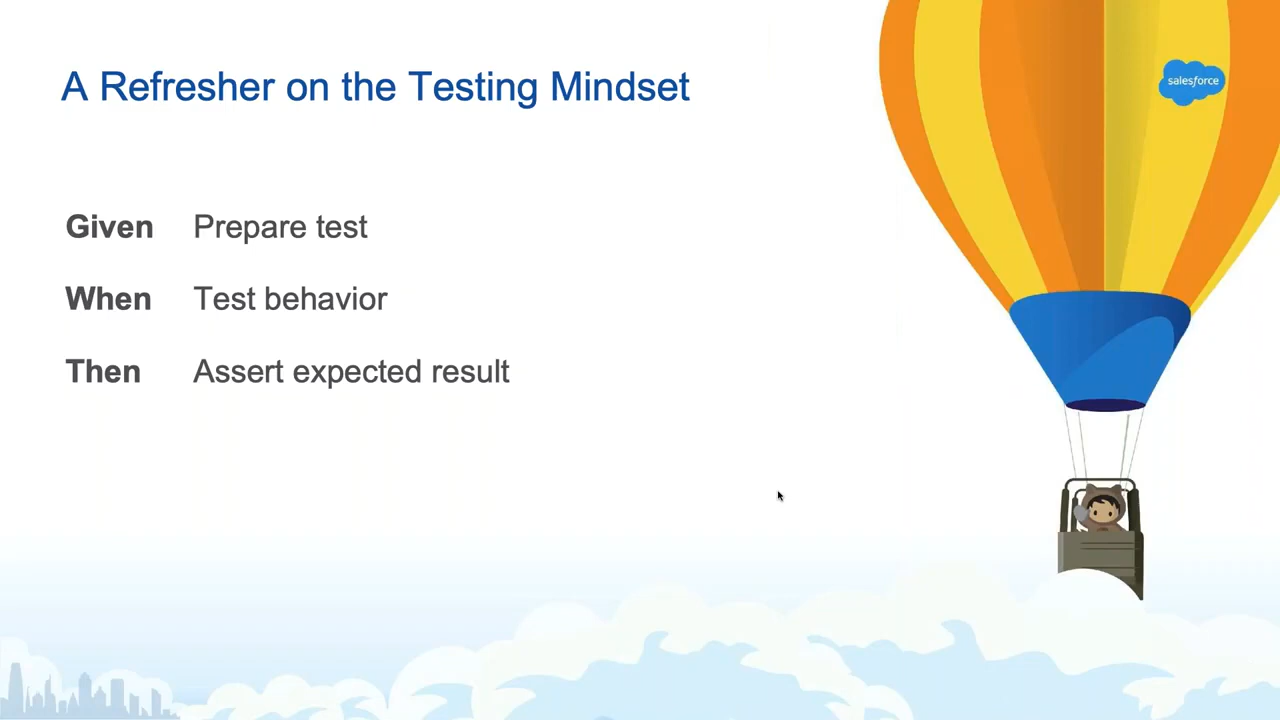 A Refresher on the Testing Mindset
salesforce
Given Prepare test
When Test behavior
Then Assert expected result